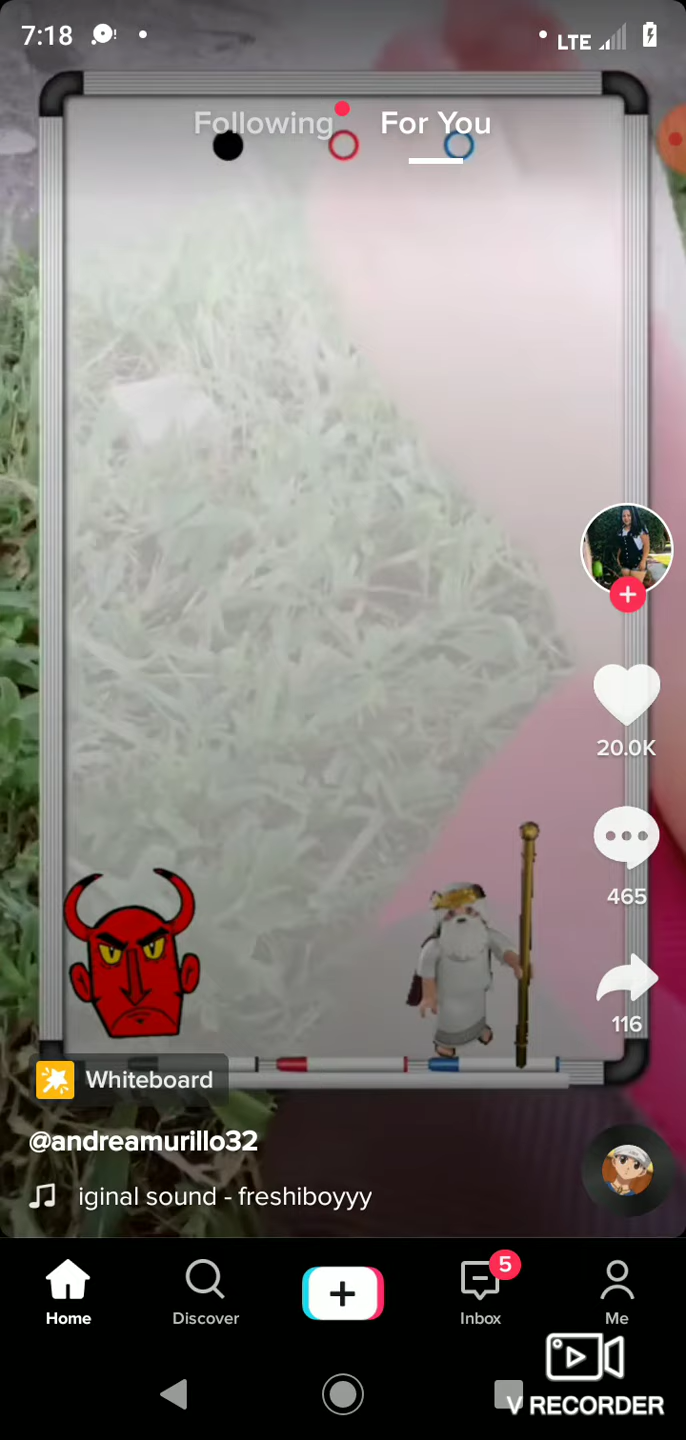 7:18
LTE
Following
For You
20.0K
465
116
Whiteboard
@andreamurillo32
iginal sound - freshiboyyy
5
Home
Discover
Inbox
Me
V RECORDER